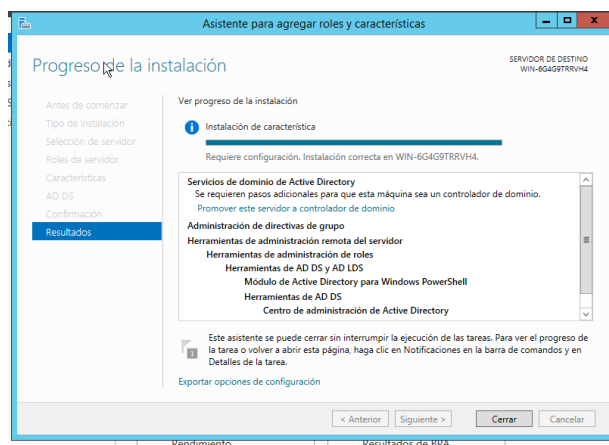 Asistente para agregar roles y características
Progreso de la instalación
SERVIDOR DE DESTINO
WIN-6G4G9TRRVH4
Antes de comenzar
Tipo de instalación
Selección de servidor
Roles de servidor
Características
AD DS
Confirmación
Resultados
Ver progreso de la instalación
Instalación de característica
Requiere configuración. Instalación correcta en WIN-6G4G9TRRVH4.
Servicios de dominio de Active Directory
Se requieren pasos adicionales para que esta máquina sea un controlador de dominio.
Promover este servidor a controlador de dominio
Administración de directivas de grupo
Herramientas de administración remota del servidor
Herramientas de administración de roles
Herramientas de AD DS y AD LDS
Módulo de Active Directory para Windows PowerShell
Herramientas de AD DS
Centro de administración de Active Directory
1
Este asistente se puede cerrar sin interrumpir la ejecución de las tareas. Para ver el progreso de
la tarea o volver a abrir esta página, haga clic en Notificaciones en la barra de comandos y en
Detalles de la tarea.
Exportar opciones de configuración
< Anterior
Siguiente >
Cerrar
Cancelar
Rendimiento
Resultados de BPA